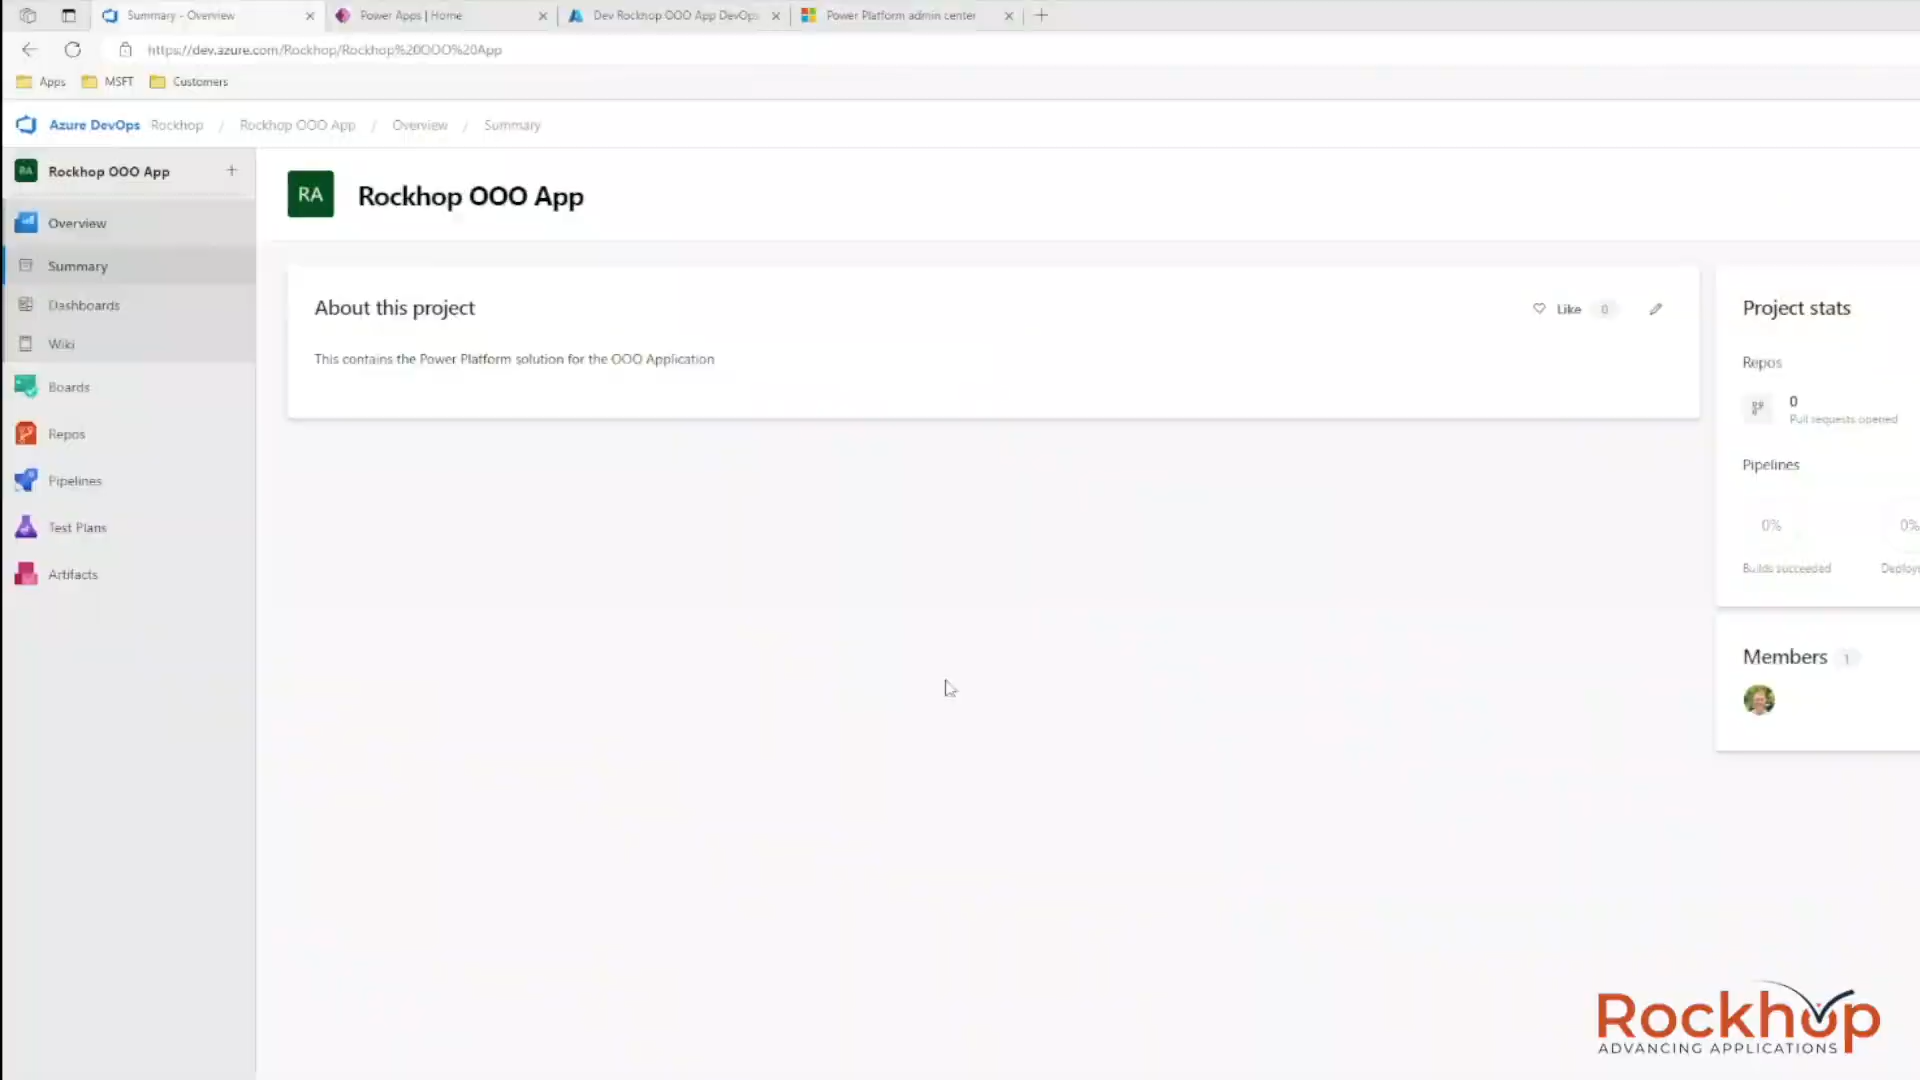 Summary - Overview
Power Apps | Home
Dev Rockhop OOO App DevOps
Power Platform admin center
https://dev.azure.com/Rockhop/Rockhop%20OOO%20App
Apps
MSFT
Customers
Azure DevOps Rockhop / Rockhop OOO App / Overview / Summary
RA Rockhop OOO App +
RA Rockhop OOO App
Overview
Summary
Dashboards
Wiki
Boards
Repos
Pipelines
Test Plans
Artifacts
About this project
Like 0
This contains the Power Platform solution for the OOO Application
Project stats
Repos
0
Pull requests opened
Pipelines
0% 0%
Builds succeeded Deploy
Members 1
Rockhop
ADVANCING APPLICATIONS